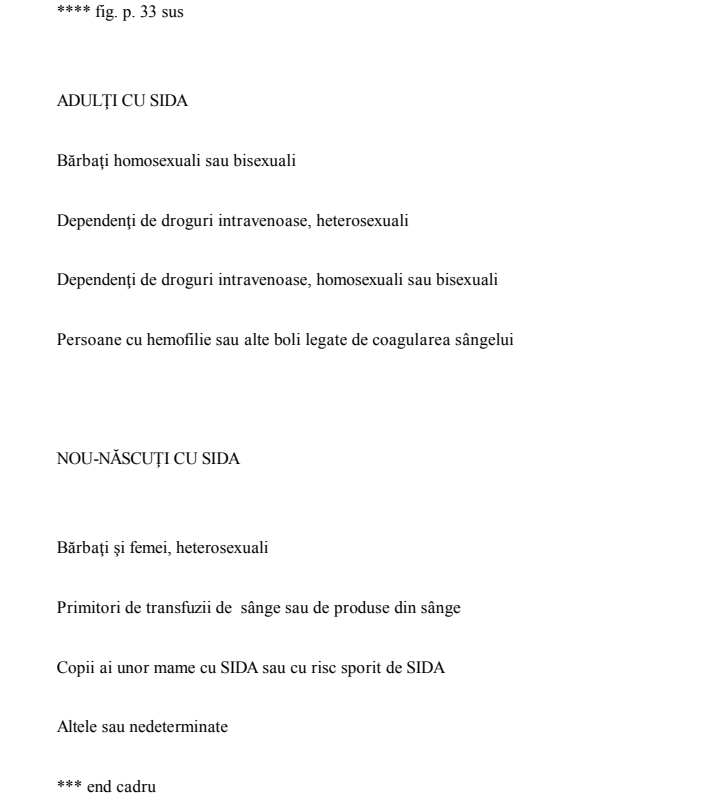 **** fig. p. 33 sus
ADULŢI CU SIDA
Bărbaţi homosexuali sau bisexuali
Dependenţi de droguri intravenoase, heterosexuali
Dependenţi de droguri intravenoase, homosexuali sau bisexuali
Persoane cu hemofilie sau alte boli legate de coagularea sângelui
NOU-NĂSCUŢI CU SIDA
Bărbaţi şi femei, heterosexuali
Primitori de transfuzii de  sânge sau de produse din sânge
Copii ai unor mame cu SIDA sau cu risc sporit de SIDA
Altele sau nedeterminate
*** end cadru